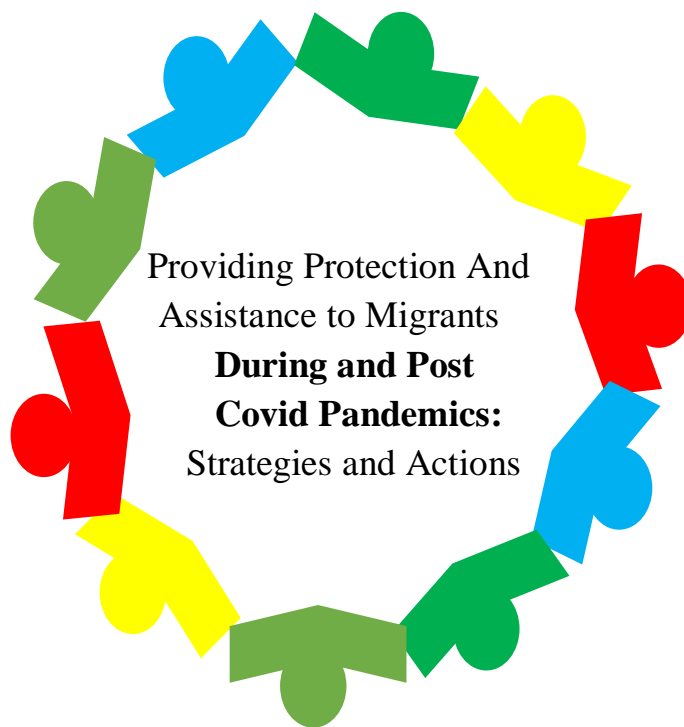 Providing Protection And
Assistance to Migrants
During and Post
Covid Pandemics:
Strategies and Actions